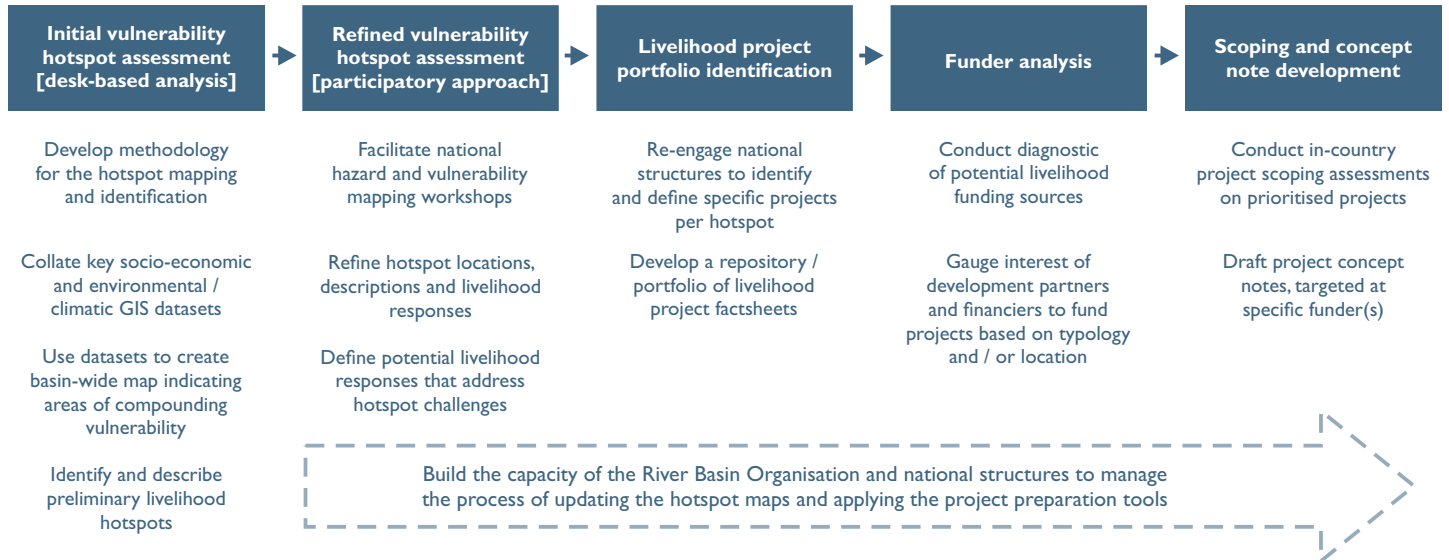 Initial vulnerability
hotspot assessment
[desk-based analysis]
Develop methodology
for the hotspot mapping
and identification
Collate key socio-economic
and environmental /
climatic GIS datasets
Use datasets to create
basin-wide map indicating
areas of compounding
vulnerability
Identify and describe
preliminary livelihood
hotspots
Refined vulnerability
hotspot assessment
[participatory approach]
Facilitate national
hazard and vulnerability
mapping workshops
Refine hotspot locations,
descriptions and livelihood
responses
Define potential livelihood
responses that address
hotspot challenges
Livelihood project
portfolio identification
Re-engage national
structures to identify
and define specific projects
per hotspot
Develop a repository /
portfolio of livelihood
project factsheets
Funder analysis
Conduct diagnostic
of potential livelihood
funding sources
Gauge interest of
development partners
and financiers to fund
projects based on typology
and / or location
Scoping and concept
note development
Conduct in-country
project scoping assessments
on prioritised projects
Draft project concept
notes, targeted at
specific funder(s)
Build the capacity of the River Basin Organisation and national structures to manage
the process of updating the hotspot maps and applying the project preparation tools